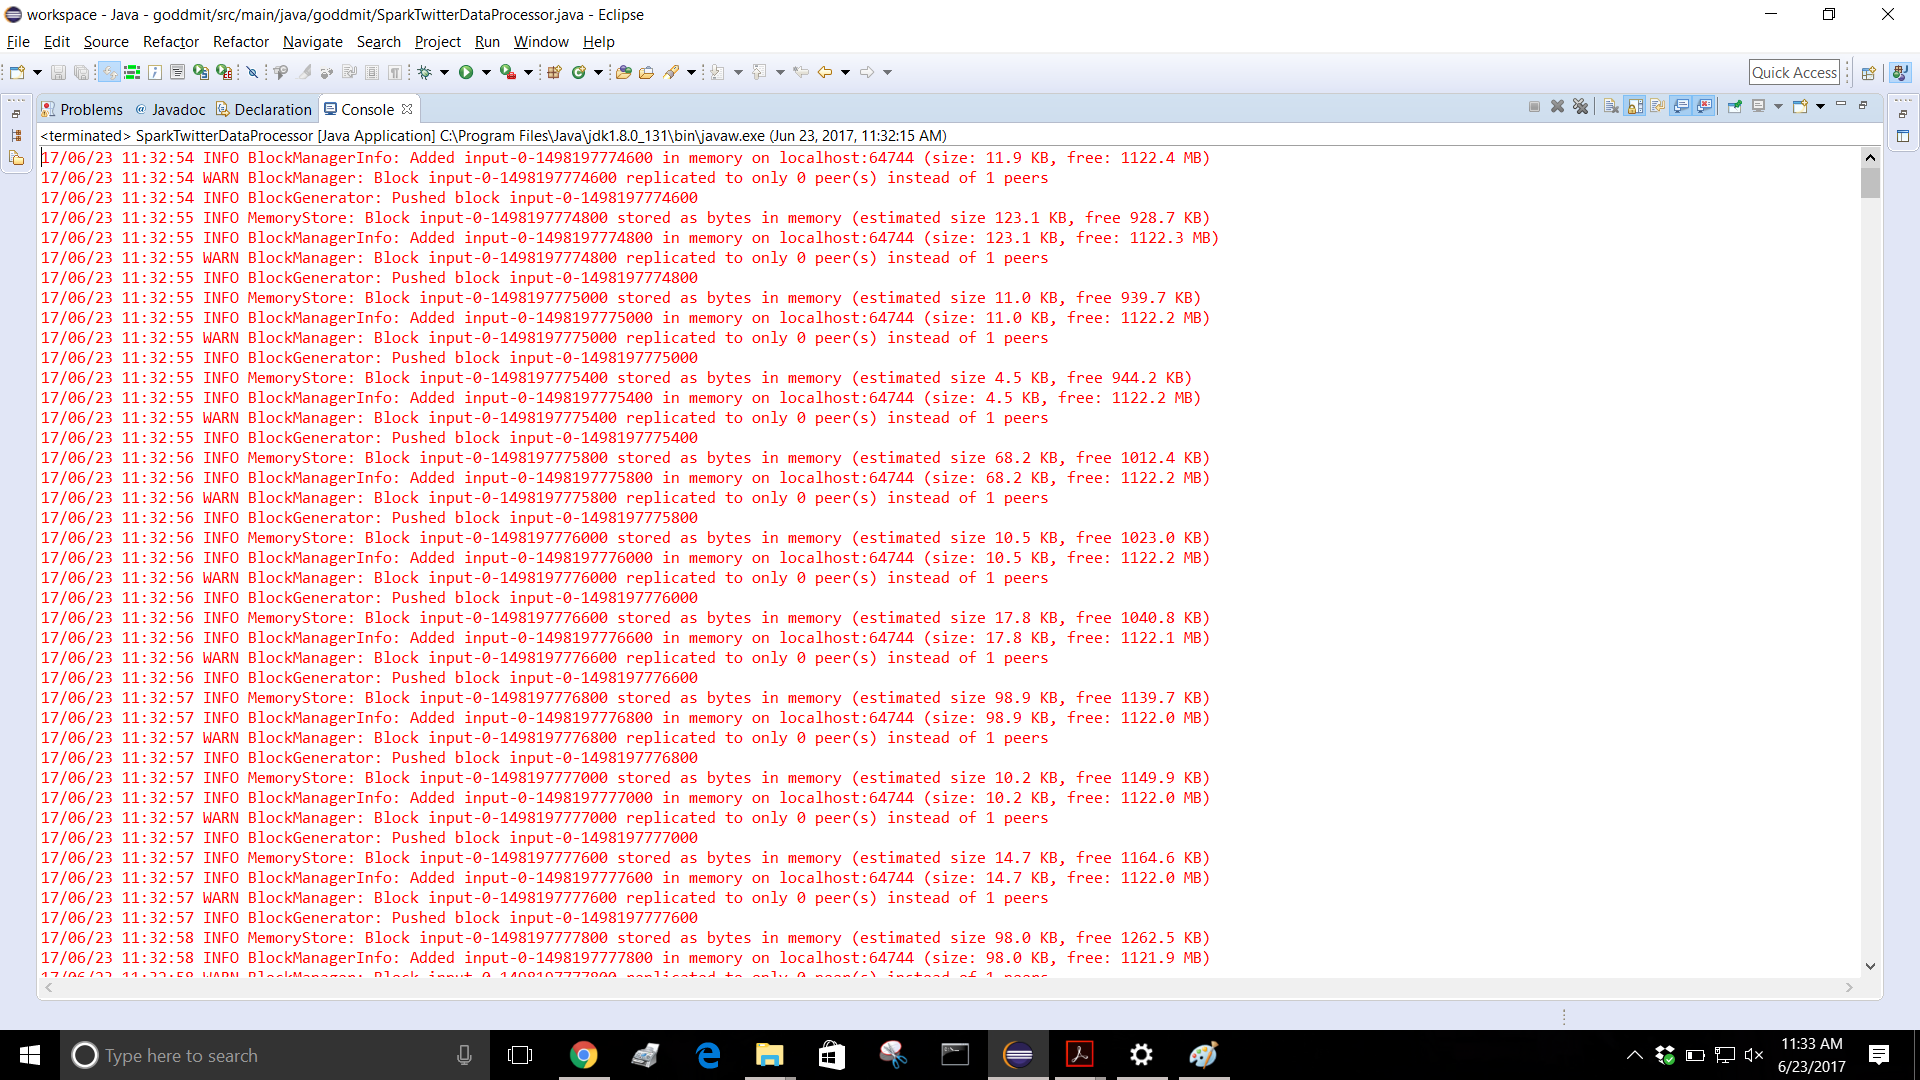 workspace - Java - goddmit/src/main/java/goddmit/SparkTwitterDataProcessor.java - Eclipse
File Edit Source Refactor Refactor Navigate Search Project Run Window Help
Quick Access
Problems @ Javadoc Declaration Console
<terminated> SparkTwitterDataProcessor [Java Application] C:\Program Files\Java\jdk1.8.0_131\bin\javaw.exe (Jun 23, 2017, 11:32:15 AM)
17/06/23 11:32:54 INFO BlockManagerInfo: Added input-0-1498197774600 in memory on localhost:64744 (size: 11.9 KB, free: 1122.4 MB)
17/06/23 11:32:54 WARN BlockManager: Block input-0-1498197774600 replicated to only 0 peer(s) instead of 1 peers
17/06/23 11:32:54 INFO BlockGenerator: Pushed block input-0-1498197774600
17/06/23 11:32:55 INFO MemoryStore: Block input-0-1498197774800 stored as bytes in memory (estimated size 123.1 KB, free 928.7 KB)
17/06/23 11:32:55 INFO BlockManagerInfo: Added input-0-1498197774800 in memory on localhost:64744 (size: 123.1 KB, free: 1122.3 MB)
17/06/23 11:32:55 WARN BlockManager: Block input-0-1498197774800 replicated to only 0 peer(s) instead of 1 peers
17/06/23 11:32:55 INFO BlockGenerator: Pushed block input-0-1498197774800
17/06/23 11:32:55 INFO MemoryStore: Block input-0-1498197775000 stored as bytes in memory (estimated size 11.0 KB, free 939.7 KB)
17/06/23 11:32:55 INFO BlockManagerInfo: Added input-0-1498197775000 in memory on localhost:64744 (size: 11.0 KB, free: 1122.2 MB)
17/06/23 11:32:55 WARN BlockManager: Block input-0-1498197775000 replicated to only 0 peer(s) instead of 1 peers
17/06/23 11:32:55 INFO BlockGenerator: Pushed block input-0-1498197775000
17/06/23 11:32:55 INFO MemoryStore: Block input-0-1498197775400 stored as bytes in memory (estimated size 4.5 KB, free 944.2 KB)
17/06/23 11:32:55 INFO BlockManagerInfo: Added input-0-1498197775400 in memory on localhost:64744 (size: 4.5 KB, free: 1122.2 MB)
17/06/23 11:32:55 WARN BlockManager: Block input-0-1498197775400 replicated to only 0 peer(s) instead of 1 peers
17/06/23 11:32:55 INFO BlockGenerator: Pushed block input-0-1498197775400
17/06/23 11:32:56 INFO MemoryStore: Block input-0-1498197775800 stored as bytes in memory (estimated size 68.2 KB, free 1012.4 KB)
17/06/23 11:32:56 INFO BlockManagerInfo: Added input-0-1498197775800 in memory on localhost:64744 (size: 68.2 KB, free: 1122.2 MB)
17/06/23 11:32:56 WARN BlockManager: Block input-0-1498197775800 replicated to only 0 peer(s) instead of 1 peers
17/06/23 11:32:56 INFO BlockGenerator: Pushed block input-0-1498197775800
17/06/23 11:32:56 INFO MemoryStore: Block input-0-1498197776000 stored as bytes in memory (estimated size 10.5 KB, free 1023.0 KB)
17/06/23 11:32:56 INFO BlockManagerInfo: Added input-0-1498197776000 in memory on localhost:64744 (size: 10.5 KB, free: 1122.2 MB)
17/06/23 11:32:56 WARN BlockManager: Block input-0-1498197776000 replicated to only 0 peer(s) instead of 1 peers
17/06/23 11:32:56 INFO BlockGenerator: Pushed block input-0-1498197776000
17/06/23 11:32:56 INFO MemoryStore: Block input-0-1498197776600 stored as bytes in memory (estimated size 17.8 KB, free 1040.8 KB)
17/06/23 11:32:56 INFO BlockManagerInfo: Added input-0-1498197776600 in memory on localhost:64744 (size: 17.8 KB, free: 1122.1 MB)
17/06/23 11:32:56 WARN BlockManager: Block input-0-1498197776600 replicated to only 0 peer(s) instead of 1 peers
17/06/23 11:32:56 INFO BlockGenerator: Pushed block input-0-1498197776600
17/06/23 11:32:57 INFO MemoryStore: Block input-0-1498197776800 stored as bytes in memory (estimated size 98.9 KB, free 1139.7 KB)
17/06/23 11:32:57 INFO BlockManagerInfo: Added input-0-1498197776800 in memory on localhost:64744 (size: 98.9 KB, free: 1122.0 MB)
17/06/23 11:32:57 WARN BlockManager: Block input-0-1498197776800 replicated to only 0 peer(s) instead of 1 peers
17/06/23 11:32:57 INFO BlockGenerator: Pushed block input-0-1498197776800
17/06/23 11:32:57 INFO MemoryStore: Block input-0-1498197777000 stored as bytes in memory (estimated size 10.2 KB, free 1149.9 KB)
17/06/23 11:32:57 INFO BlockManagerInfo: Added input-0-1498197777000 in memory on localhost:64744 (size: 10.2 KB, free: 1122.0 MB)
17/06/23 11:32:57 WARN BlockManager: Block input-0-1498197777000 replicated to only 0 peer(s) instead of 1 peers
17/06/23 11:32:57 INFO BlockGenerator: Pushed block input-0-1498197777000
17/06/23 11:32:57 INFO MemoryStore: Block input-0-1498197777600 stored as bytes in memory (estimated size 14.7 KB, free 1164.6 KB)
17/06/23 11:32:57 INFO BlockManagerInfo: Added input-0-1498197777600 in memory on localhost:64744 (size: 14.7 KB, free: 1122.0 MB)
17/06/23 11:32:57 WARN BlockManager: Block input-0-1498197777600 replicated to only 0 peer(s) instead of 1 peers
17/06/23 11:32:57 INFO BlockGenerator: Pushed block input-0-1498197777600
17/06/23 11:32:58 INFO MemoryStore: Block input-0-1498197777800 stored as bytes in memory (estimated size 98.0 KB, free 1262.5 KB)
17/06/23 11:32:58 INFO BlockManagerInfo: Added input-0-1498197777800 in memory on localhost:64744 (size: 98.0 KB, free: 1121.9 MB)
17/06/23 11:32:58 WARN BlockManager: Block input-0-1498197777800 replicated to only 0 peer(s) instead of 1 peers
Type here to search
11:33 AM
6/23/2017